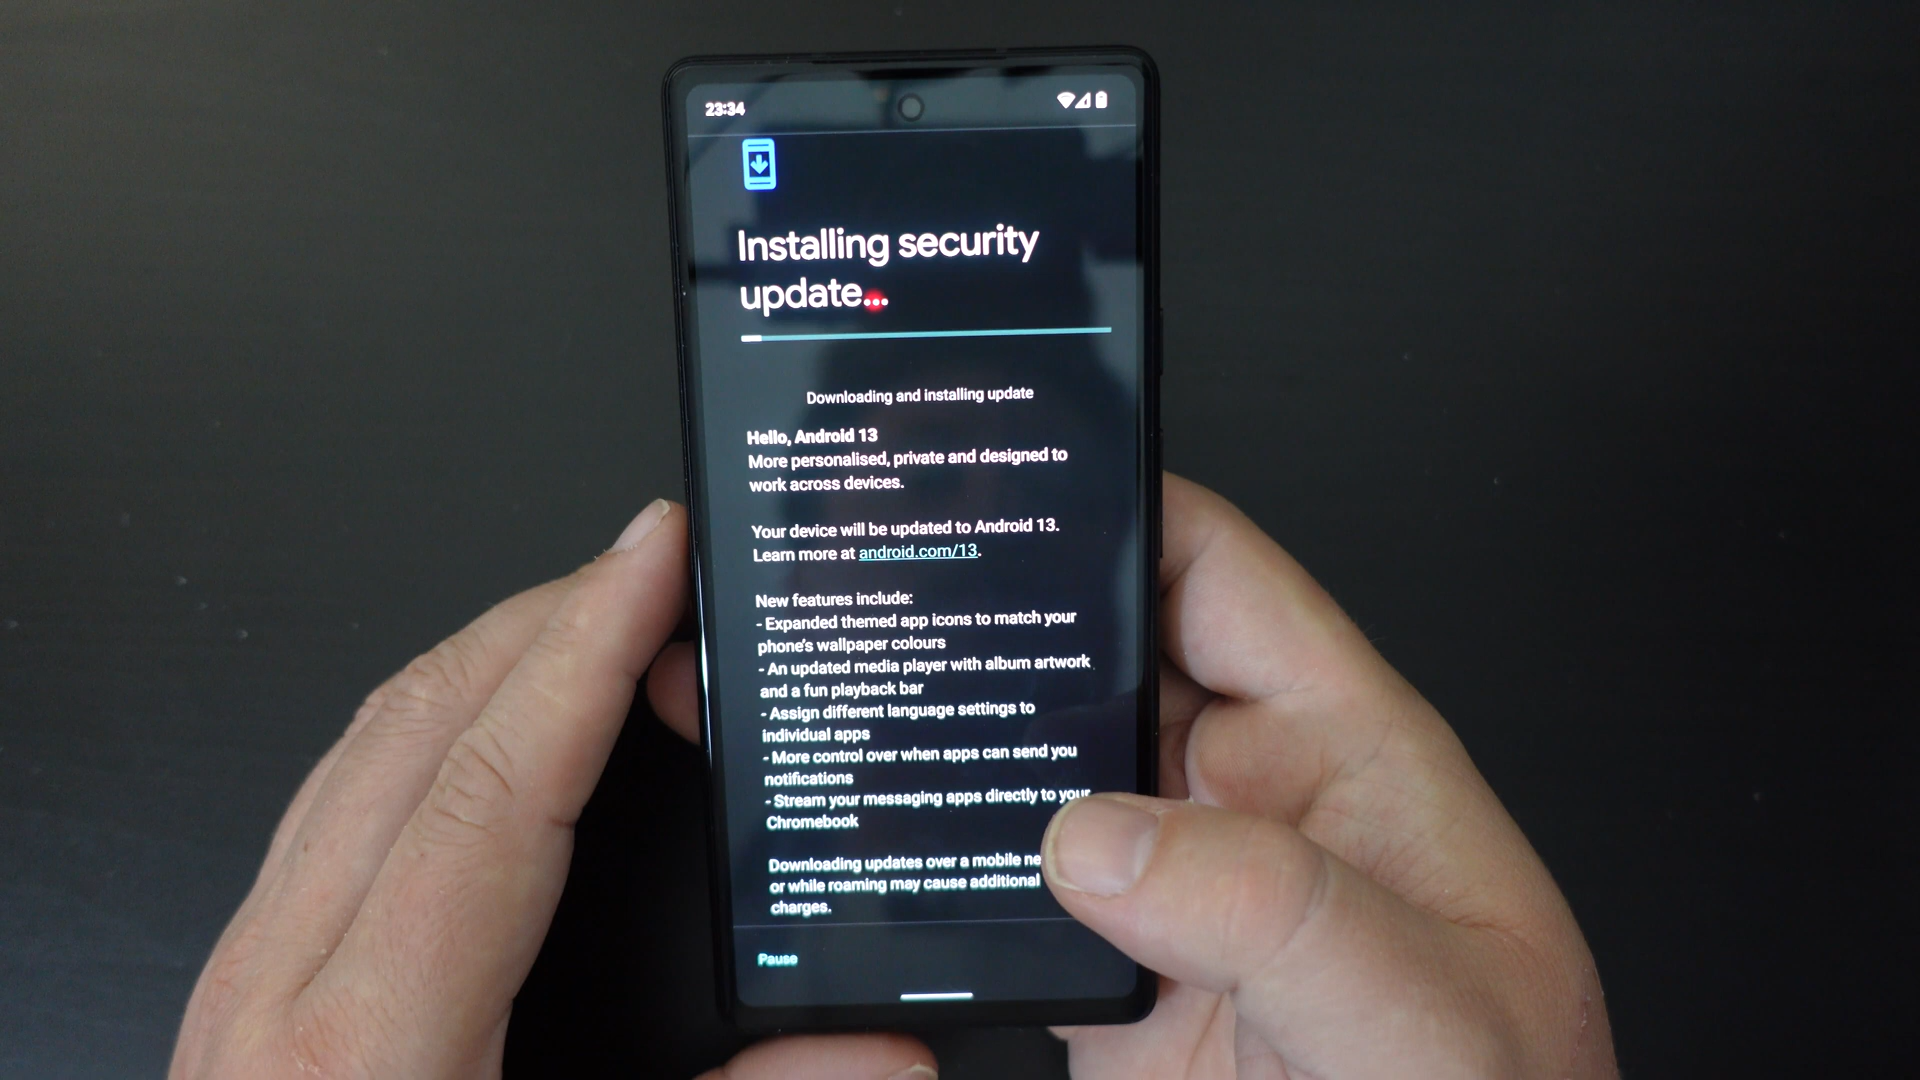 23:34
Installing security
update...
Downloading and installing update
Hello, Android 13
More personalised, private and designed to
work across devices.
Your device will be updated to Android 13.
Learn more at android.com/13.
New features include:
- Expanded themed app icons to match your
phone's wallpaper colours
- An updated media player with album artwork
and a fun playback bar
- Assign different language settings to
individual apps
- More control over when apps can send you
notifications
- Stream your messaging apps directly to your
Chromebook
Downloading updates over a mobile
or while roaming may cause additional
charges.
Pause